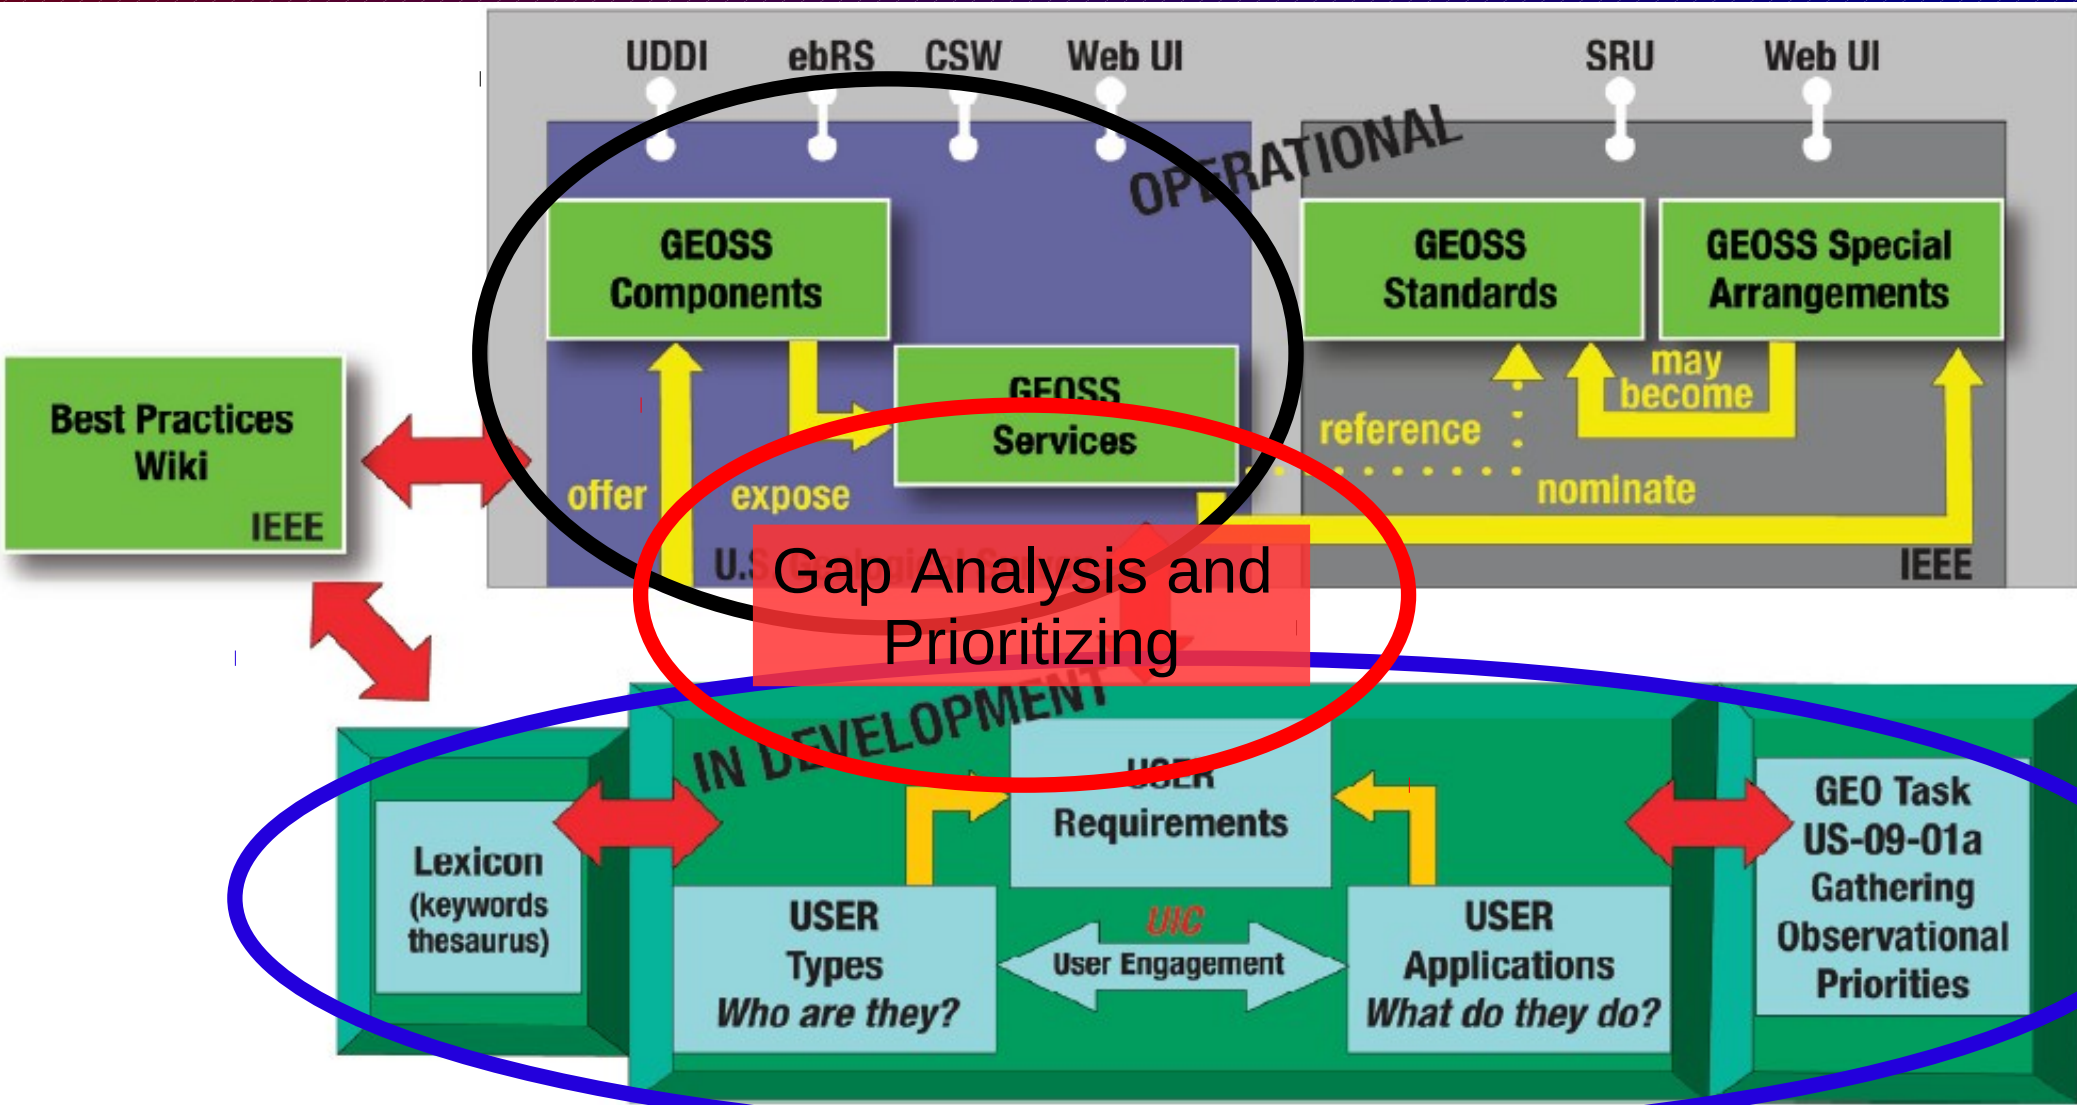 UDDI ebRS CSW Web UI SRU Web UI
OPERATIONAL
GEOSS
Components
GEOSS
Standards
GEOSS Special
Arrangements
GEOSS
Services
may
become
reference
nominate
offer
expose
U.S.
IEEE
Best Practices
Wiki
IEEE
Gap Analysis and
Prioritizing
IN DEVELOPMENT
USER
Requirements
Lexicon
(keywords
thesaurus)
USER
Types
Who are they?
UIC
User Engagement
USER
Applications
What do they do?
GEO Task
US-09-01a
Gathering
Observational
Priorities